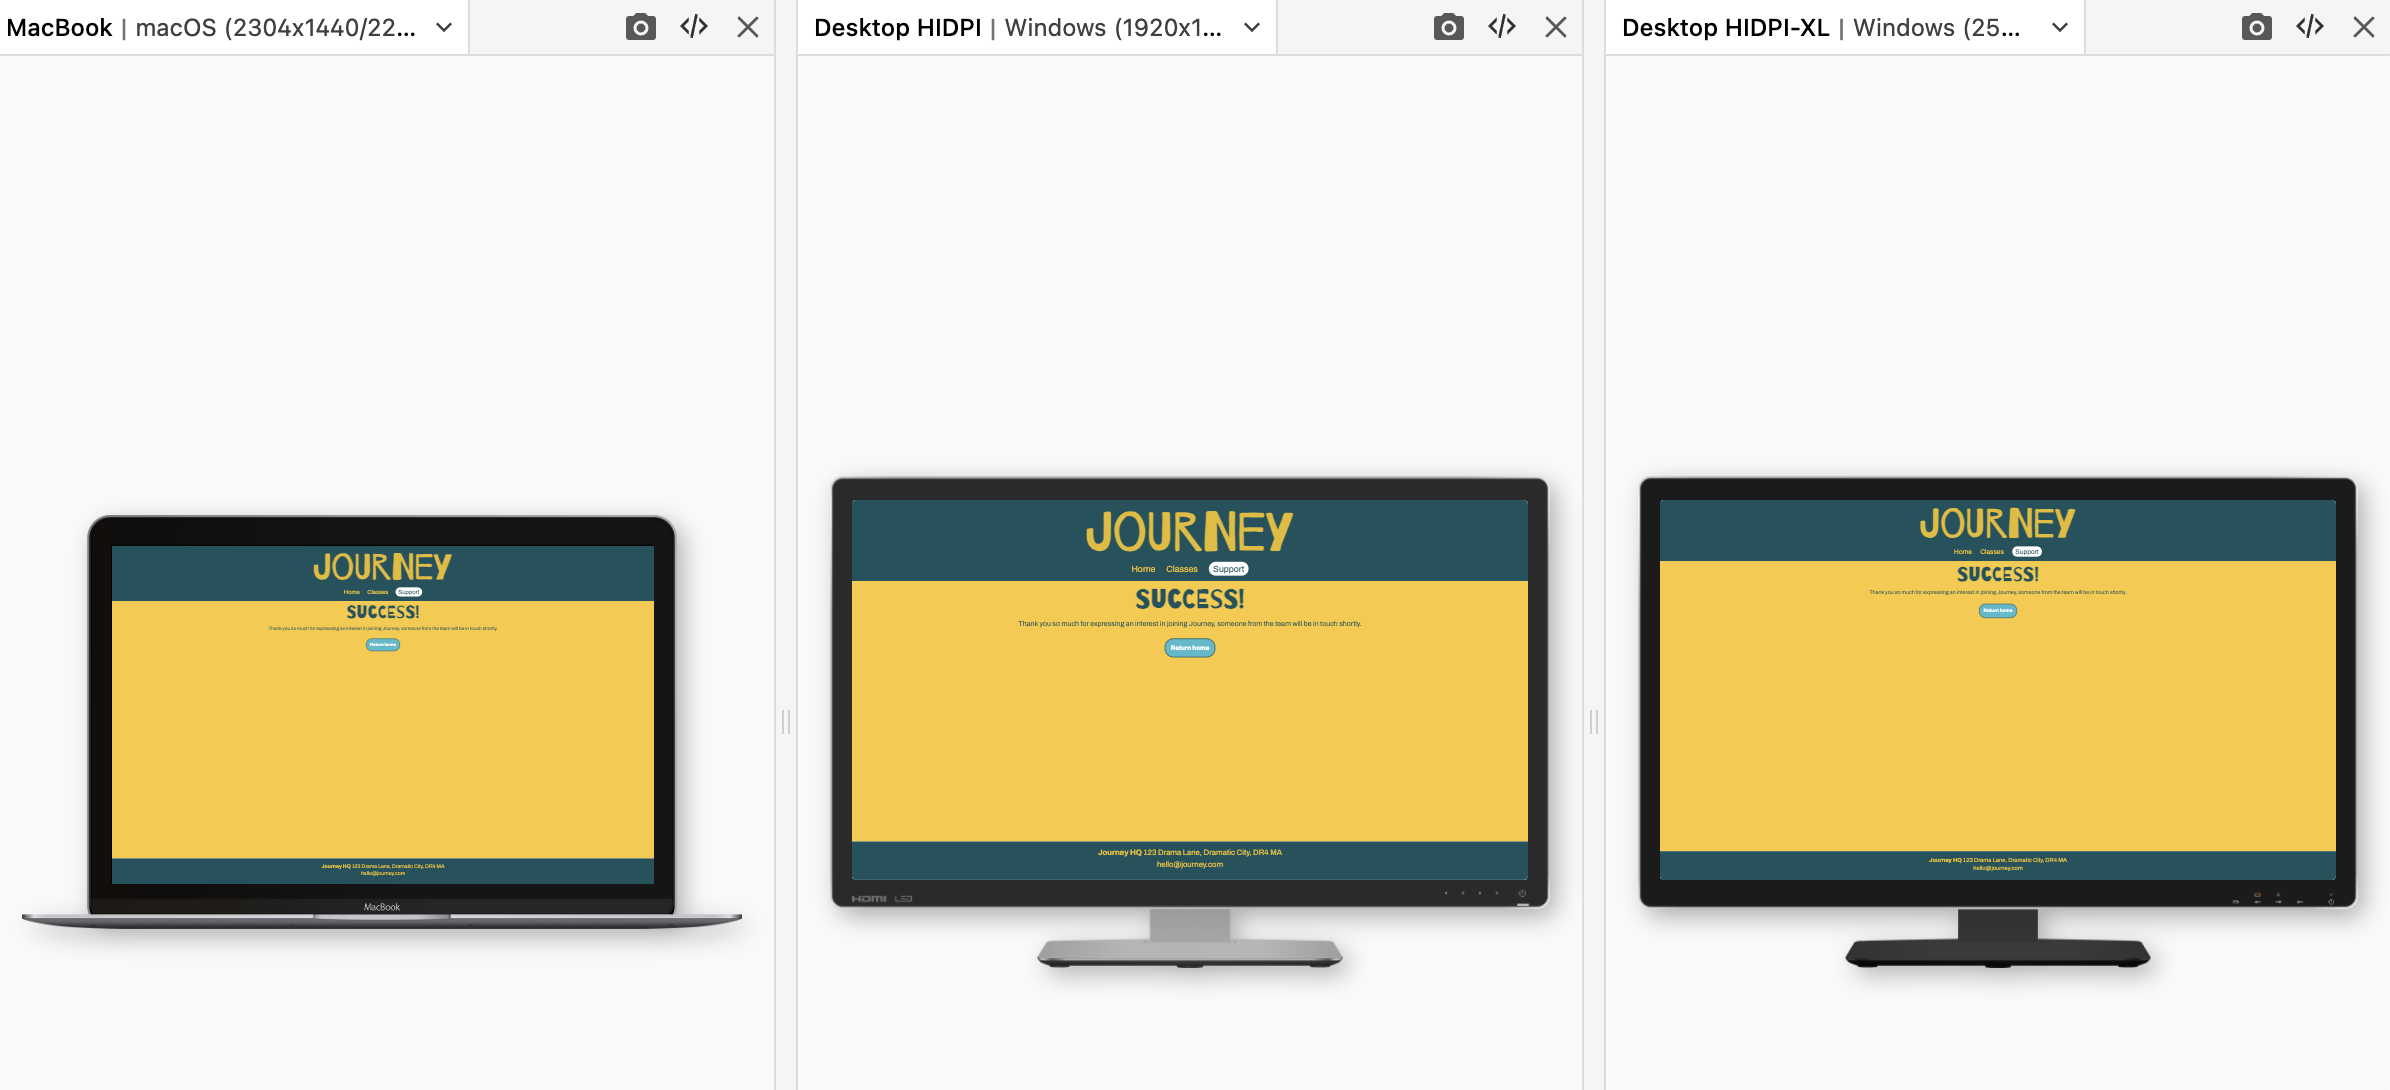 MacBook | macOS (2304x1440/22...
JOURNEY
Home Classes Support
SUCCESS!
Thank you so much for expressing an interest in joining Journey, someone from the team will be in touch shortly.
Return home
Journey HQ 123 Drama Lane, Dramatic City, DR4 MA
hello@journey.com
MacBook
Desktop HIDPI | Windows (1920x1...
JOURNEY
Home Classes Support
SUCCESS!
Thank you so much for expressing an interest in joining Journey, someone from the team will be in touch shortly.
Return home
Journey HQ 123 Drama Lane, Dramatic City, DR4 MA
hello@journey.com
HDMI LED
Desktop HIDPI-XL | Windows (25...
JOURNEY
Home Classes Support
SUCCESS!
Thank you so much for expressing an interest in joining Journey, someone from the team will be in touch shortly.
Return home
Journey HQ 123 Drama Lane, Dramatic City, DR4 MA
hello@journey.com